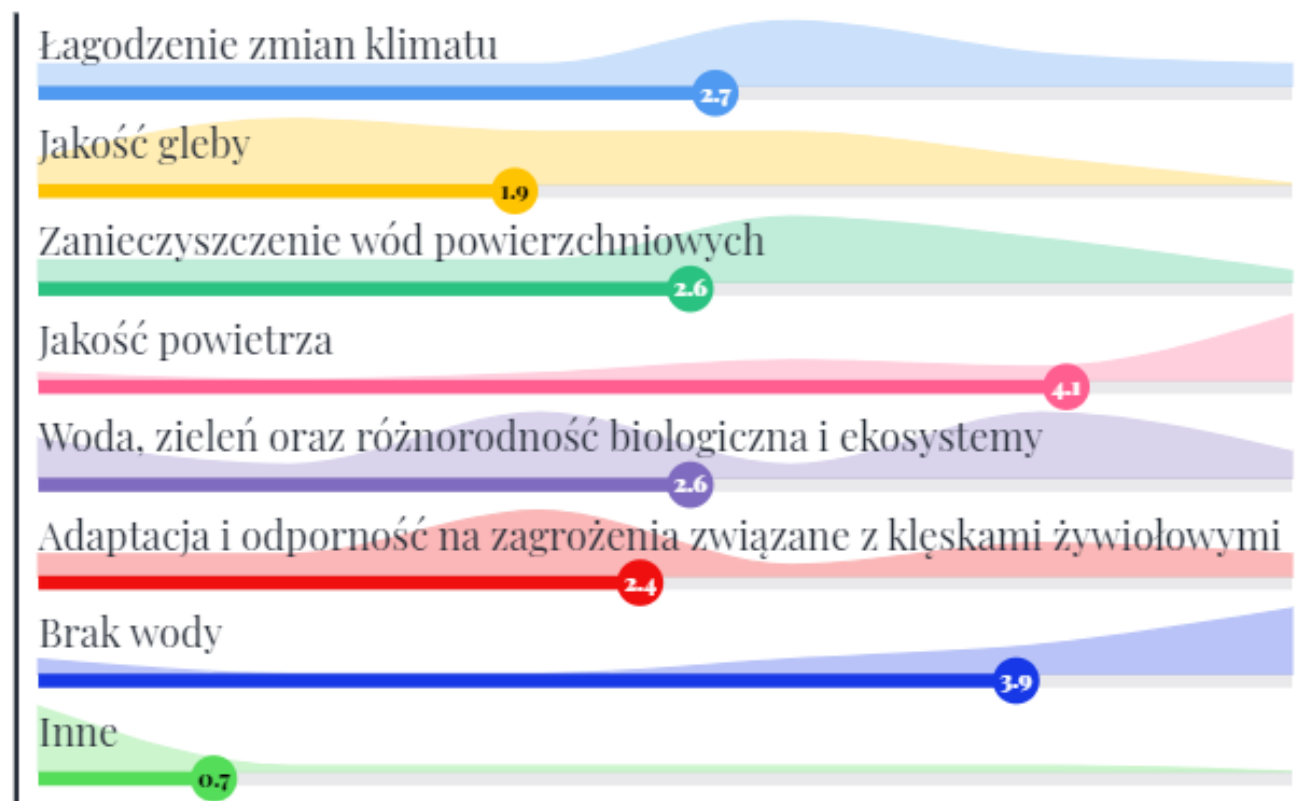 Łagodzenie zmian klimatu
2.7
Jakość gleby
1.9
Zanieczyszczenie wód powierzchniowych
2.6
Jakość powietrza
4.1
Woda, zieleń oraz różnorodność biologiczna i ekosystemy
2.6
Adaptacja i odporność na zagrożenia związane z klęskami żywiołowymi
2.4
Brak wody
3.9
Inne
0.7